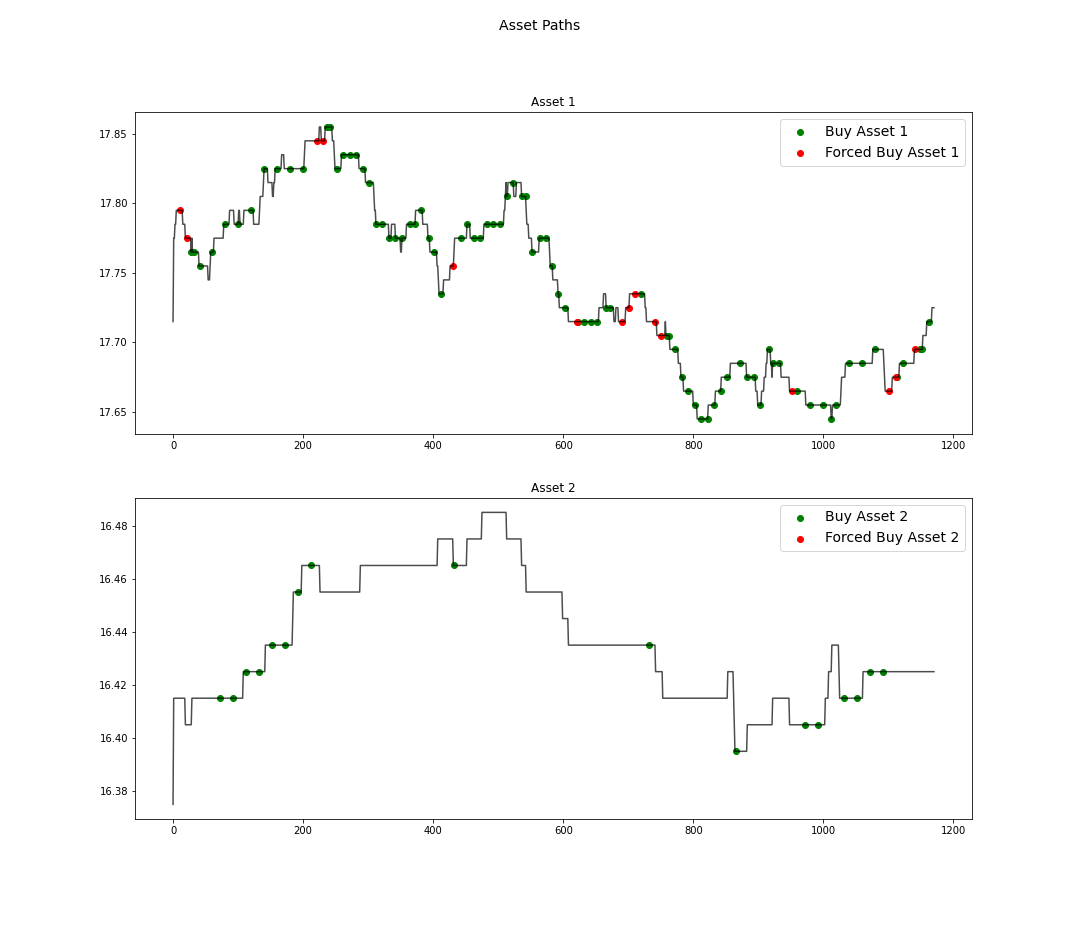 Asset Paths
Asset 1
17.85
17.80
17.75
17.70
17.65
Buy Asset 1
Forced Buy Asset 1
0 200 400 600 800 1000 1200
Asset 2
16.48
16.46
16.44
16.42
16.40
16.38
Buy Asset 2
Forced Buy Asset 2
0 200 400 600 800 1000 1200